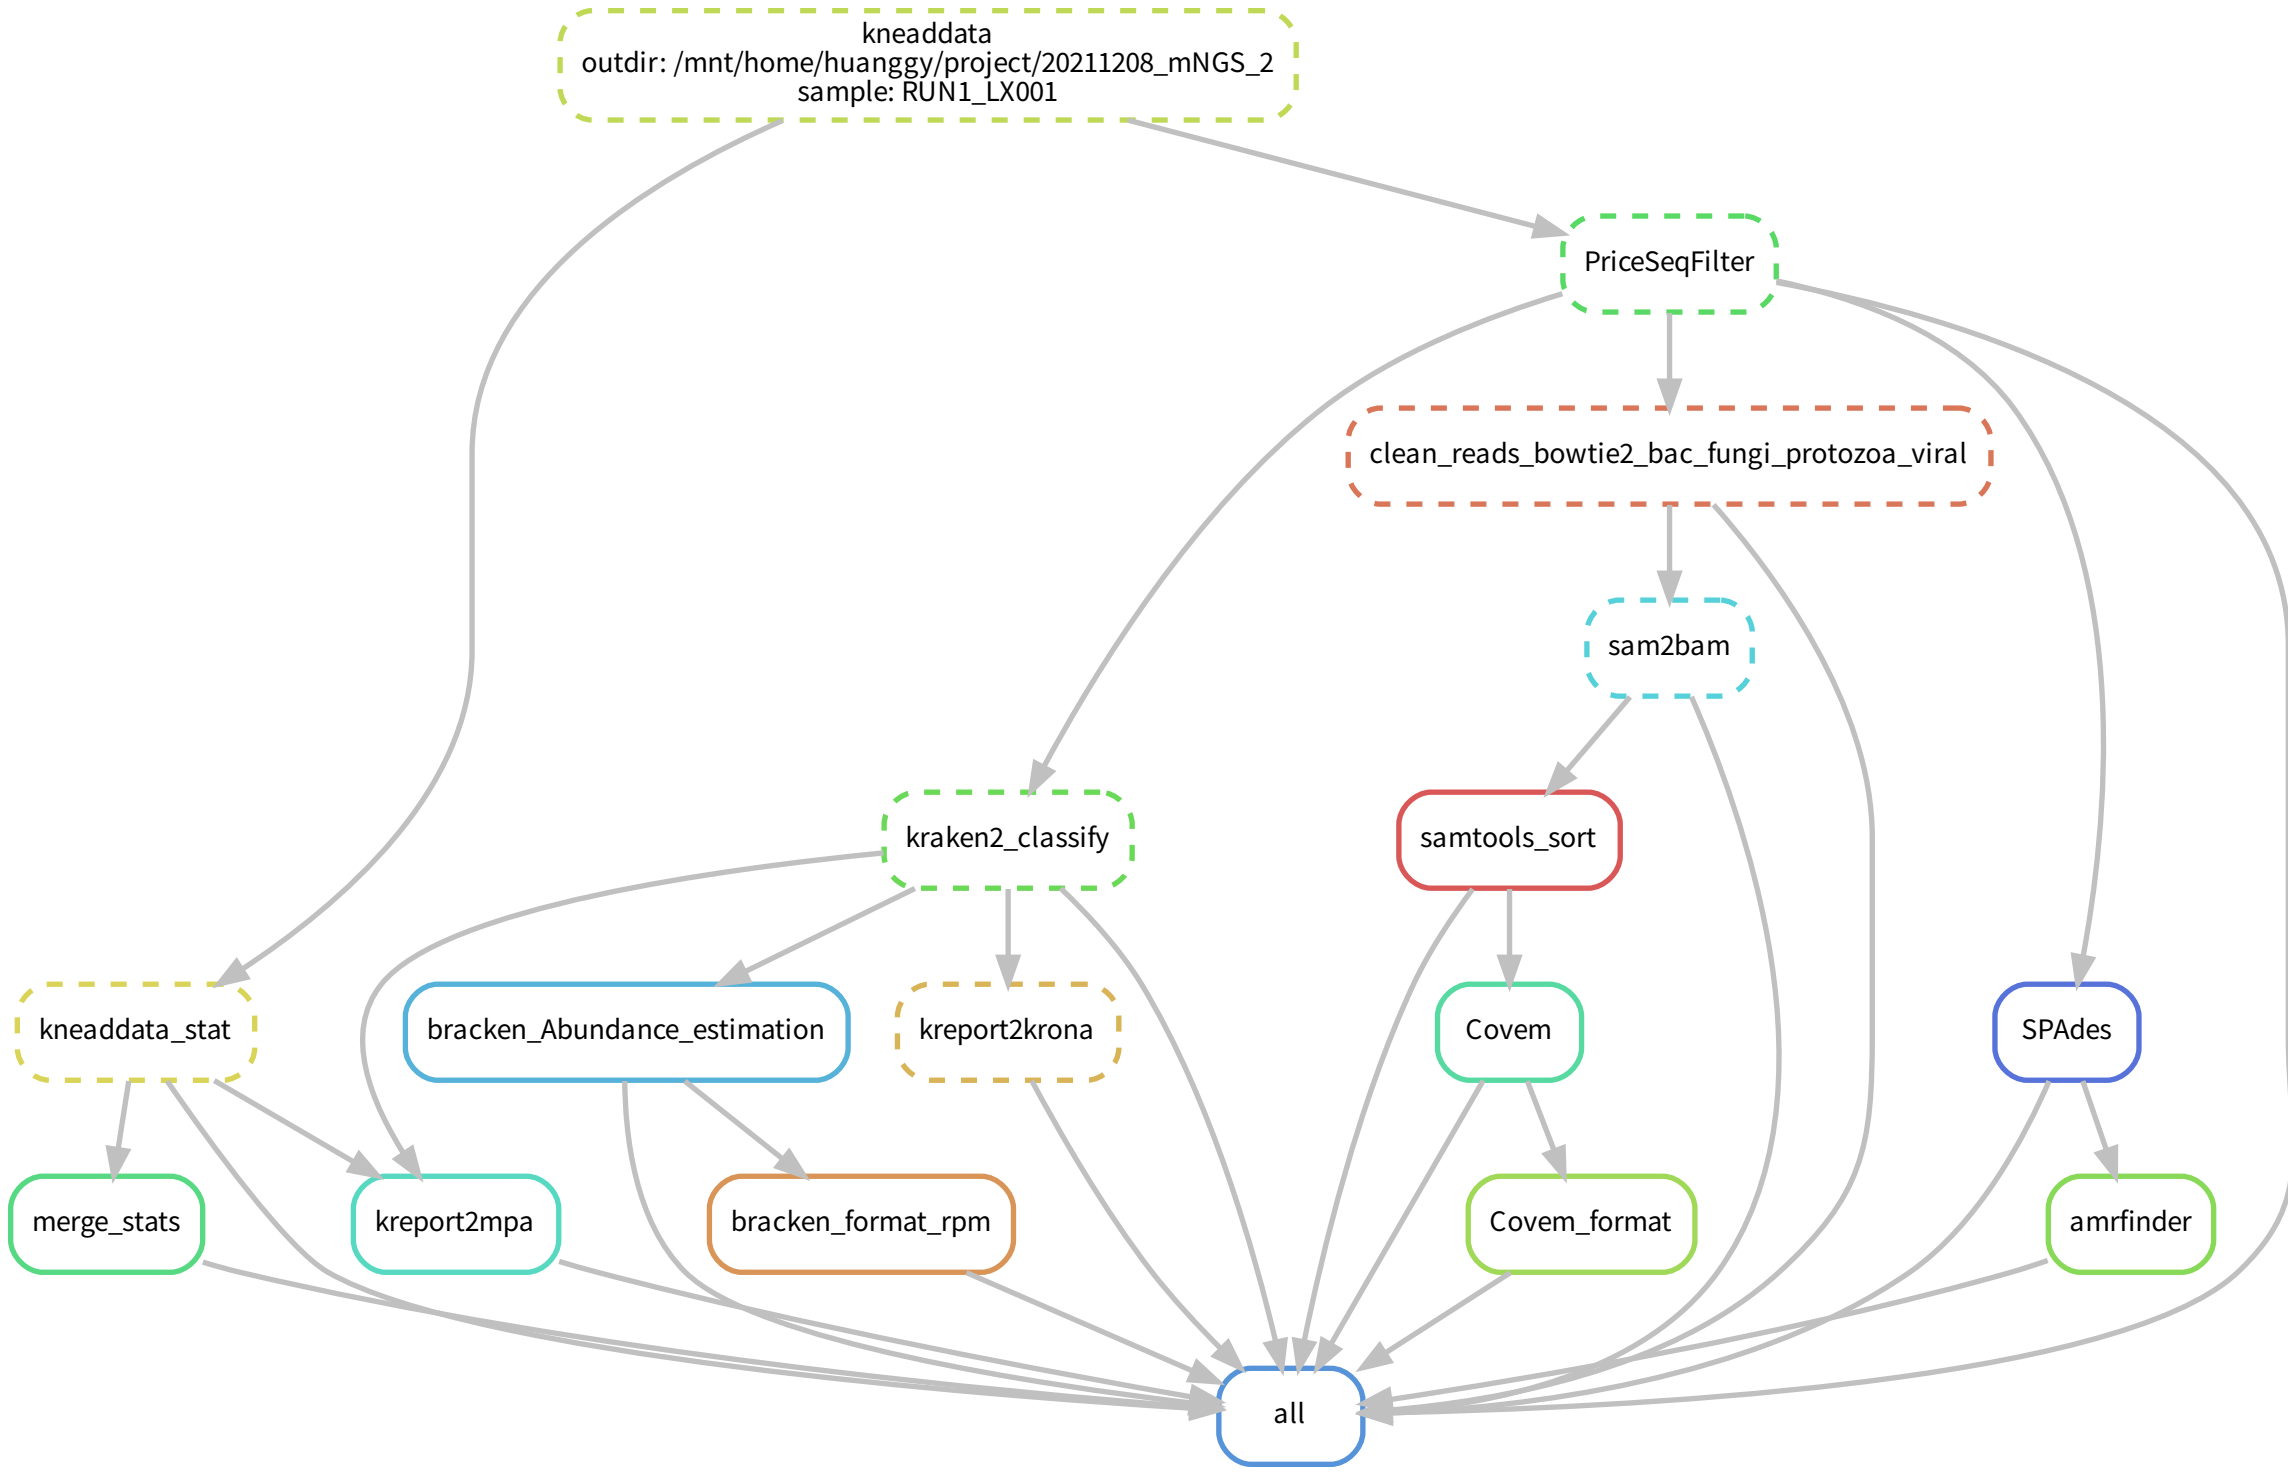 kneaddata
outdir: /mnt/home/huanggy/project/20211208_mNGS_2
sample: RUN1_LX001
PriceSeqFilter
clean_reads_bowtie2_bac_fungi_protozoa_viral
sam2bam
kraken2_classify
samtools_sort
kneaddata_stat
bracken_Abundance_estimation
kreport2krona
Covem
SPAdes
merge_stats
kreport2mpa
bracken_format_rpm
Covem_format
amrfinder
all